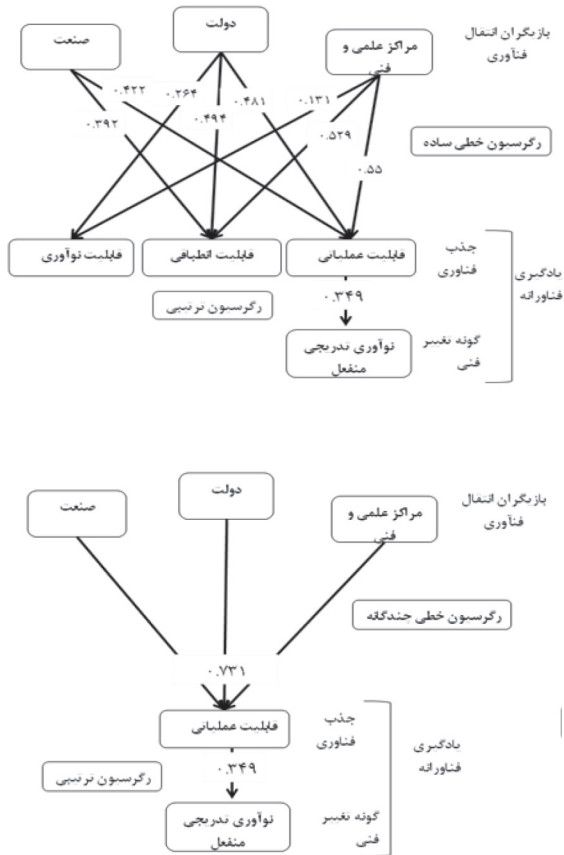 بازیگران انتقال
فنآوری
مراکز علمی و
فنی
دولت
صنعت
۰.۴۲۲
۰.۲۶۴
۰.۴۸۱
۰.۱۳۱
۰.۳۹۲
۰.۴۹۴
۰.۵۲۹
رگرسیون خطی ساده
۰.۵۵
قابلیت عملیاتی
قابلیت انطباقی
قابلیت نوآوری
جذب
فناوری
یادگیری
فناورانه
۰.۳۴۹
رگرسیون ترتیبی
نوآوری تدریجی
منفعل
گونه تغییر
فنی
بازیگران انتقال
فنآوری
مراکز علمی و
فنی
دولت
صنعت
رگرسیون خطی چندگانه
۰.۷۳۱
قابلیت عملیاتی
جذب
فناوری
یادگیری
فناورانه
۰.۳۴۹
رگرسیون ترتیبی
نوآوری تدریجی
منفعل
گونه تغییر
فنی